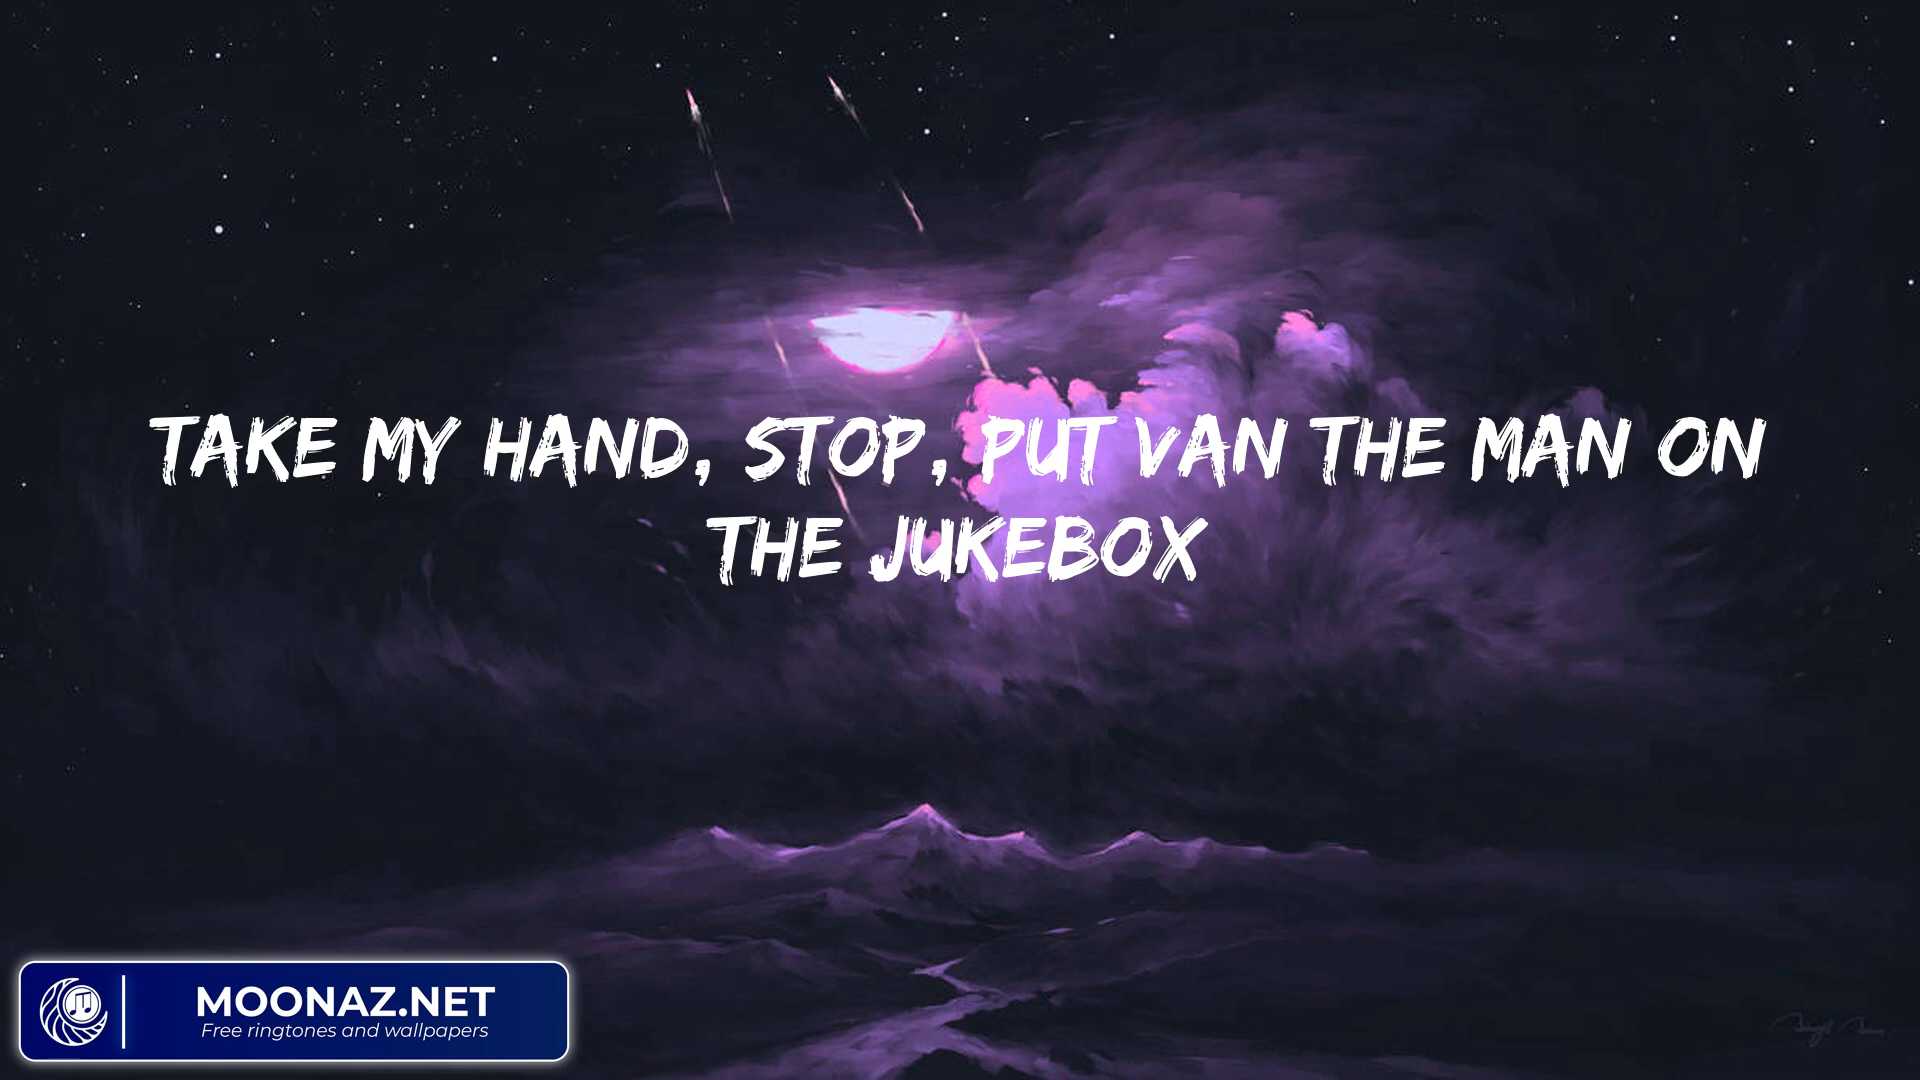 TAKE MY HAND, STOP, PUT VAN THE MAN ON
THE JUKEBOX
MOONAZ.NET
Free ringtones and wallpapers